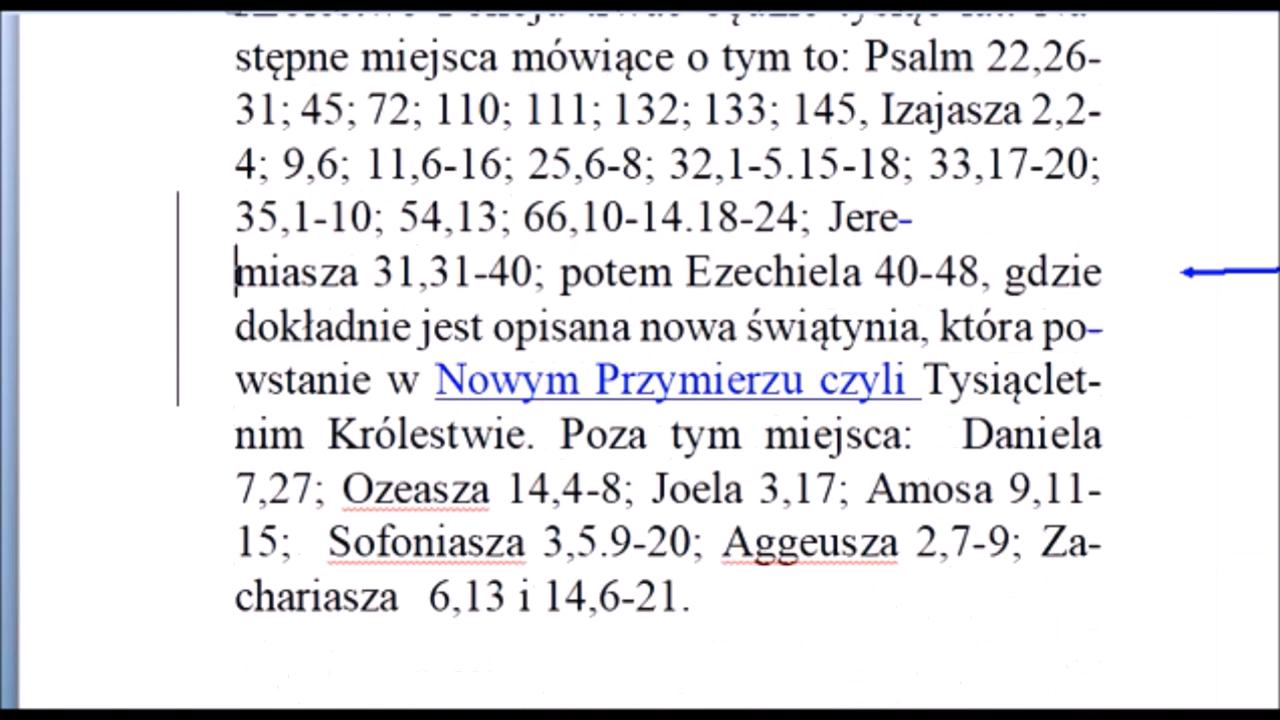 stępne miejsca mówiące o tym to: Psalm 22,26-
31; 45; 72; 110; 111; 132; 133; 145, Izajasza 2,2-
4; 9,6; 11,6-16; 25,6-8; 32,1-5.15-18; 33,17-20;
35,1-10; 54,13; 66,10-14.18-24; Jere-
miasza 31,31-40; potem Ezechiela 40-48, gdzie
dokładnie jest opisana nowa świątynia, która po-
wstanie w Nowym Przymierzu czyli Tysiąclet-
nim Królestwie. Poza tym miejsca: Daniela
7,27; Ozeasza 14,4-8; Joela 3,17; Amosa 9,11-
15; Sofoniasza 3,5.9-20; Aggeusza 2,7-9; Za-
chariasza 6,13 i 14,6-21.